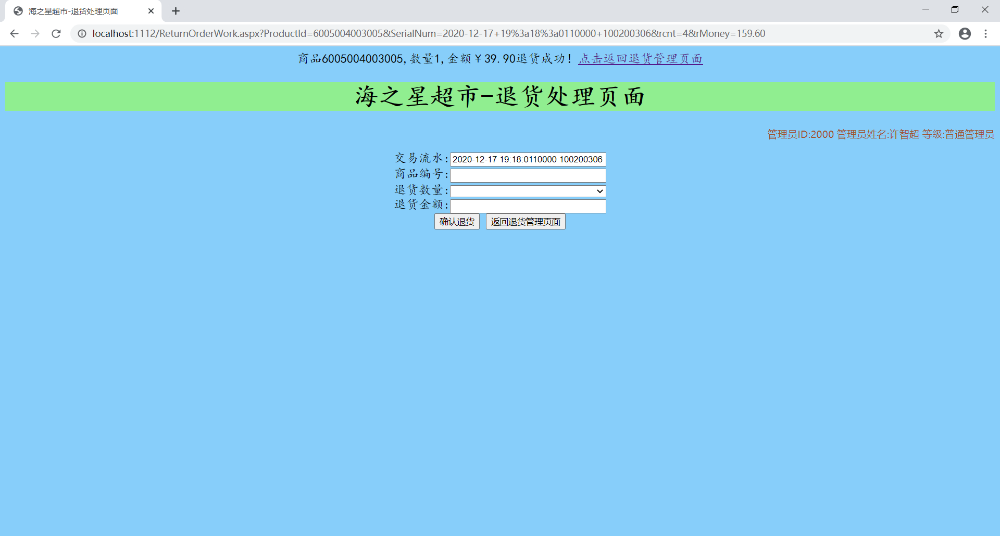 海之星超市-退货处理页面
localhost:1112/ReturnOrderWork.aspx?ProductId=6005004003005&SerialNum=2020-12-17+19%3a18%3a0110000+100200306&rcnt=4&rMoney=159.60
商品6005004003005,数量1,金额￥39.90退货成功! 点击返回退货管理页面
海之星超市-退货处理页面
管理员ID:2000 管理员姓名:许智超 等级:普通管理员
交易流水:2020-12-17 19:18:0110000 100200306
商品编号:
退货数量:
退货金额:
确认退货 返回退货管理页面